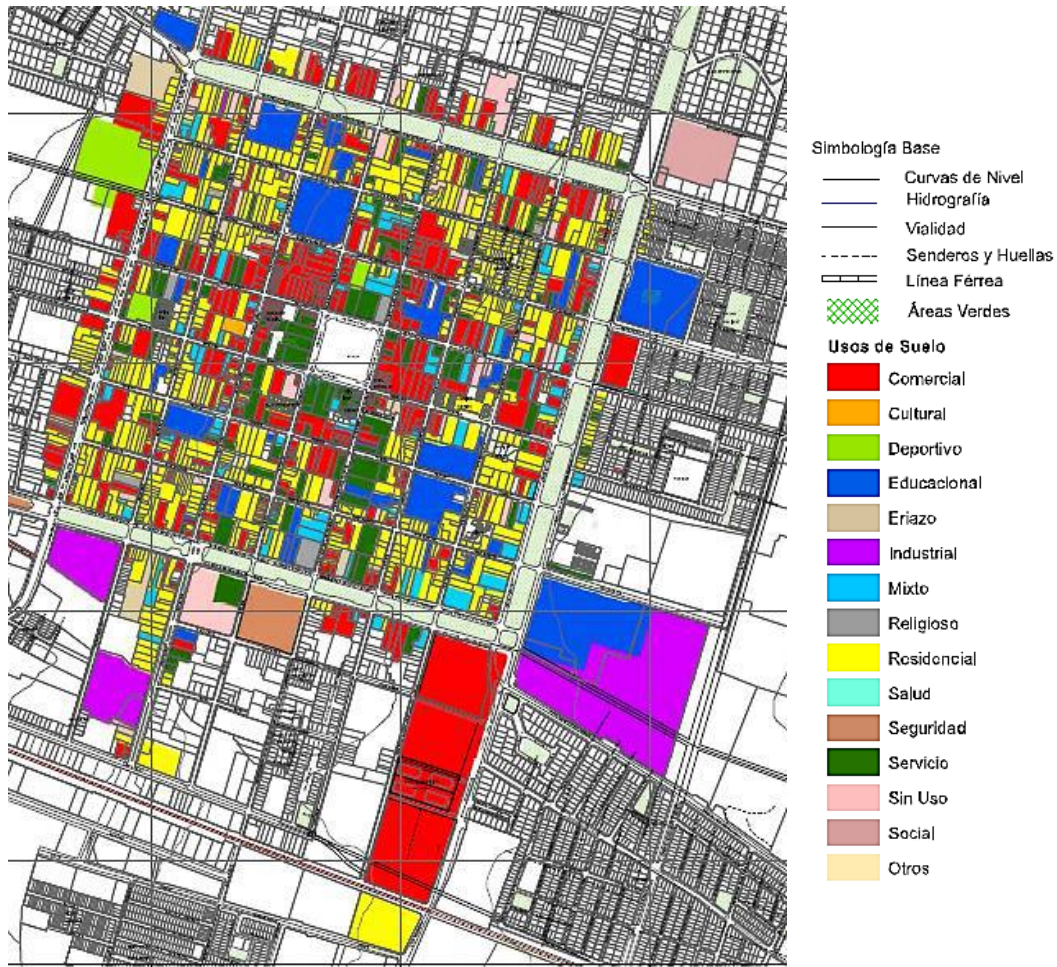 Simbología Base
Curvas de Nivel
Hidrografía
Vialidad
Senderos y Huellas
Línea Férrea
Áreas Verdes
Usos de Suelo
Comercial
Cultural
Deportivo
Educacional
Eriazo
Industrial
Mixto
Religioso
Residencial
Salud
Seguridad
Servicio
Sin Uso
Social
Otros